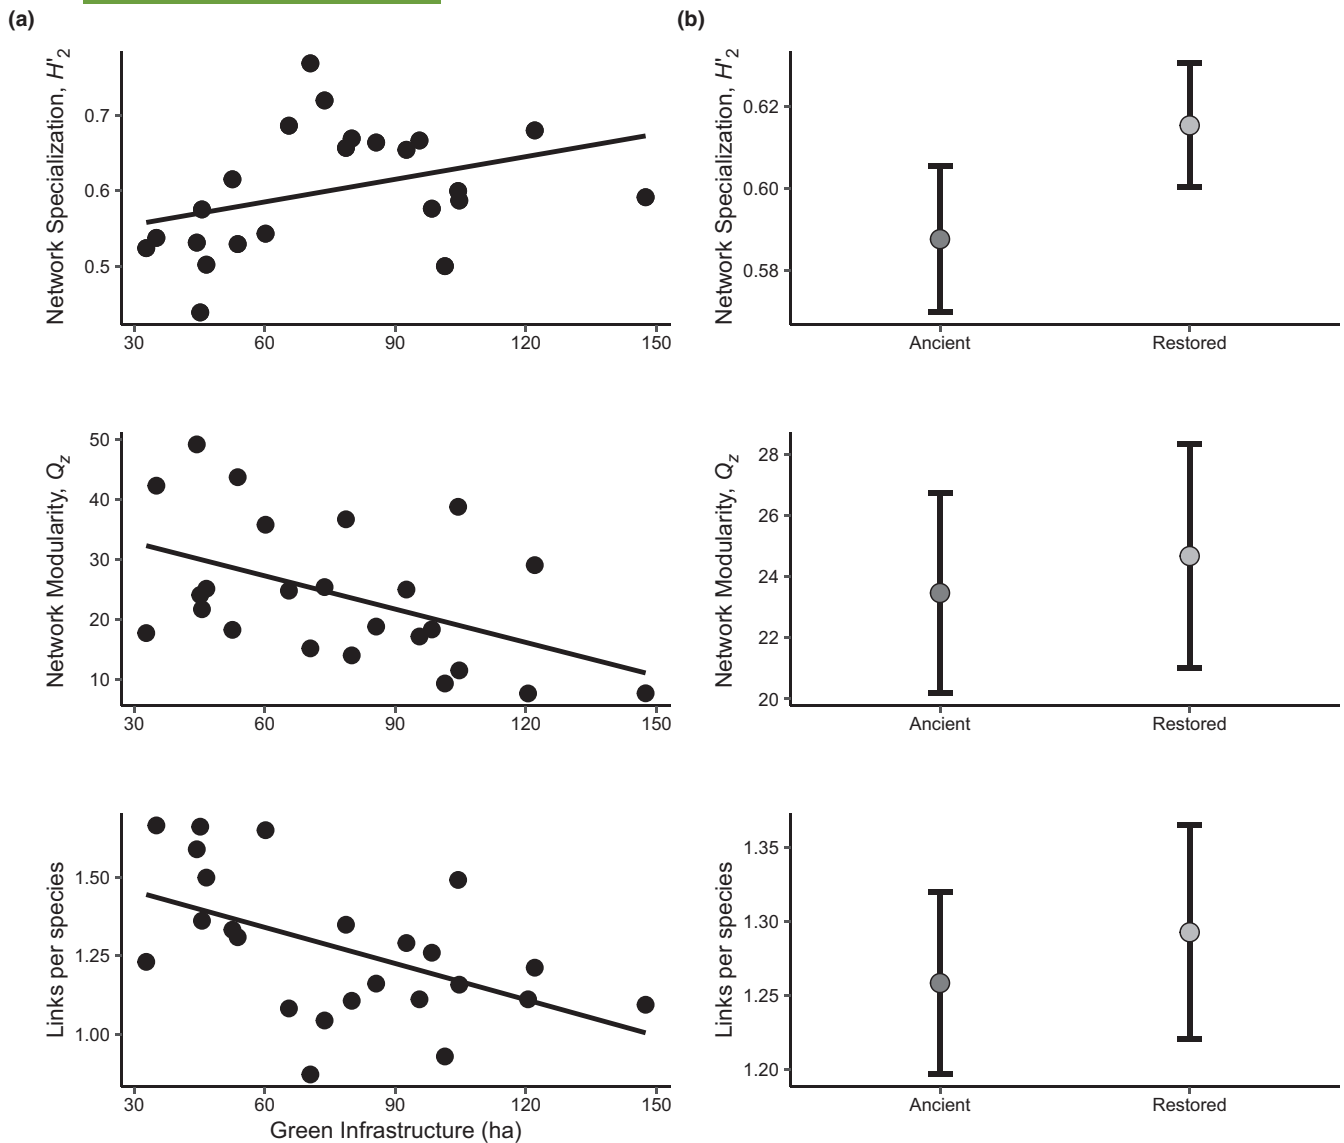 (a)
(b)
Network Specialization, H'2
0.7
0.6
0.5
30 60 90 120 150
Network Specialization, H'2
0.62
0.60
0.58
Ancient Restored
Network Modularity, Qz
50
40
30
20
10
30 60 90 120 150
Network Modularity, Qz
28
26
24
22
20
Ancient Restored
Links per species
1.50
1.25
1.00
30 60 90 120 150
Green Infrastructure (ha)
Links per species
1.35
1.30
1.25
1.20
Ancient Restored